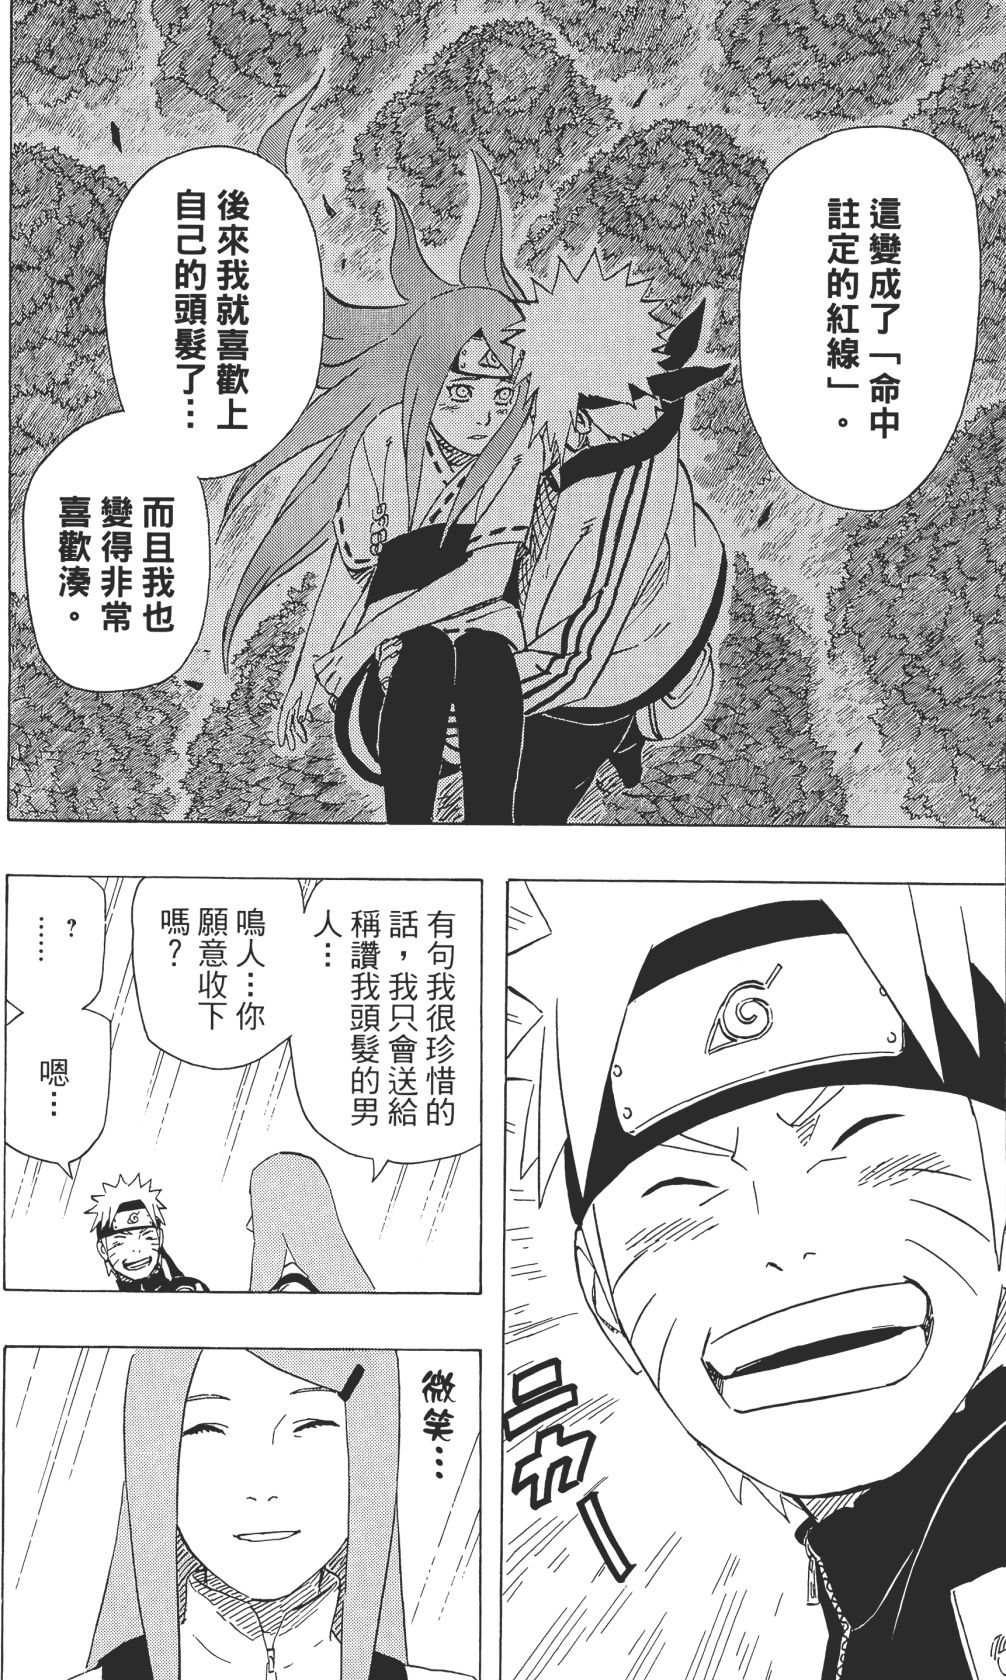 這變成了「命中
註定的紅線」。
後來我就喜歡上
自己的頭髮了…
而且我也
變得非常
喜歡湊。
ニカー
有句我很珍惜的
話，我只會送給
稱讚我頭髮的男
人…
鳴人…你
願意收下
嗎？
？
……
嗯…
微笑…